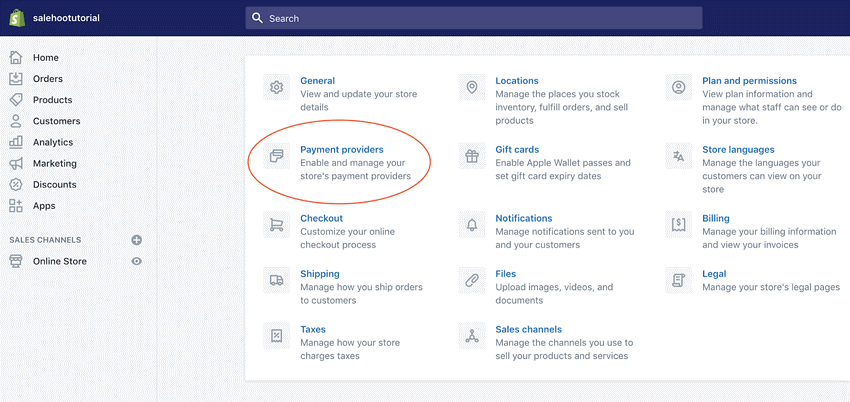 salehootutorial
Search
Home
Orders
Products
Customers
Analytics
Marketing
Discounts
Apps
SALES CHANNELS
Online Store
General
View and update your store
details
Payment providers
Enable and manage your
store's payment providers
Checkout
Customize your online
checkout process
Shipping
Manage how you ship orders
to customers
Taxes
Manage how your store
charges taxes
Locations
Manage the places you stock
inventory, fulfill orders, and sell
products
Gift cards
Enable Apple Wallet passes and
set gift card expiry dates
Notifications
Manage notifications sent to you
and your customers
Files
Upload images, videos, and
documents
Sales channels
Manage the channels you use to
sell your products and services
Plan and permissions
View plan information and
manage what staff can see or do
in your store.
Store languages
Manage the languages your
customers can view on your
store
Billing
Manage your billing information
and view your invoices
Legal
Manage your store's legal pages